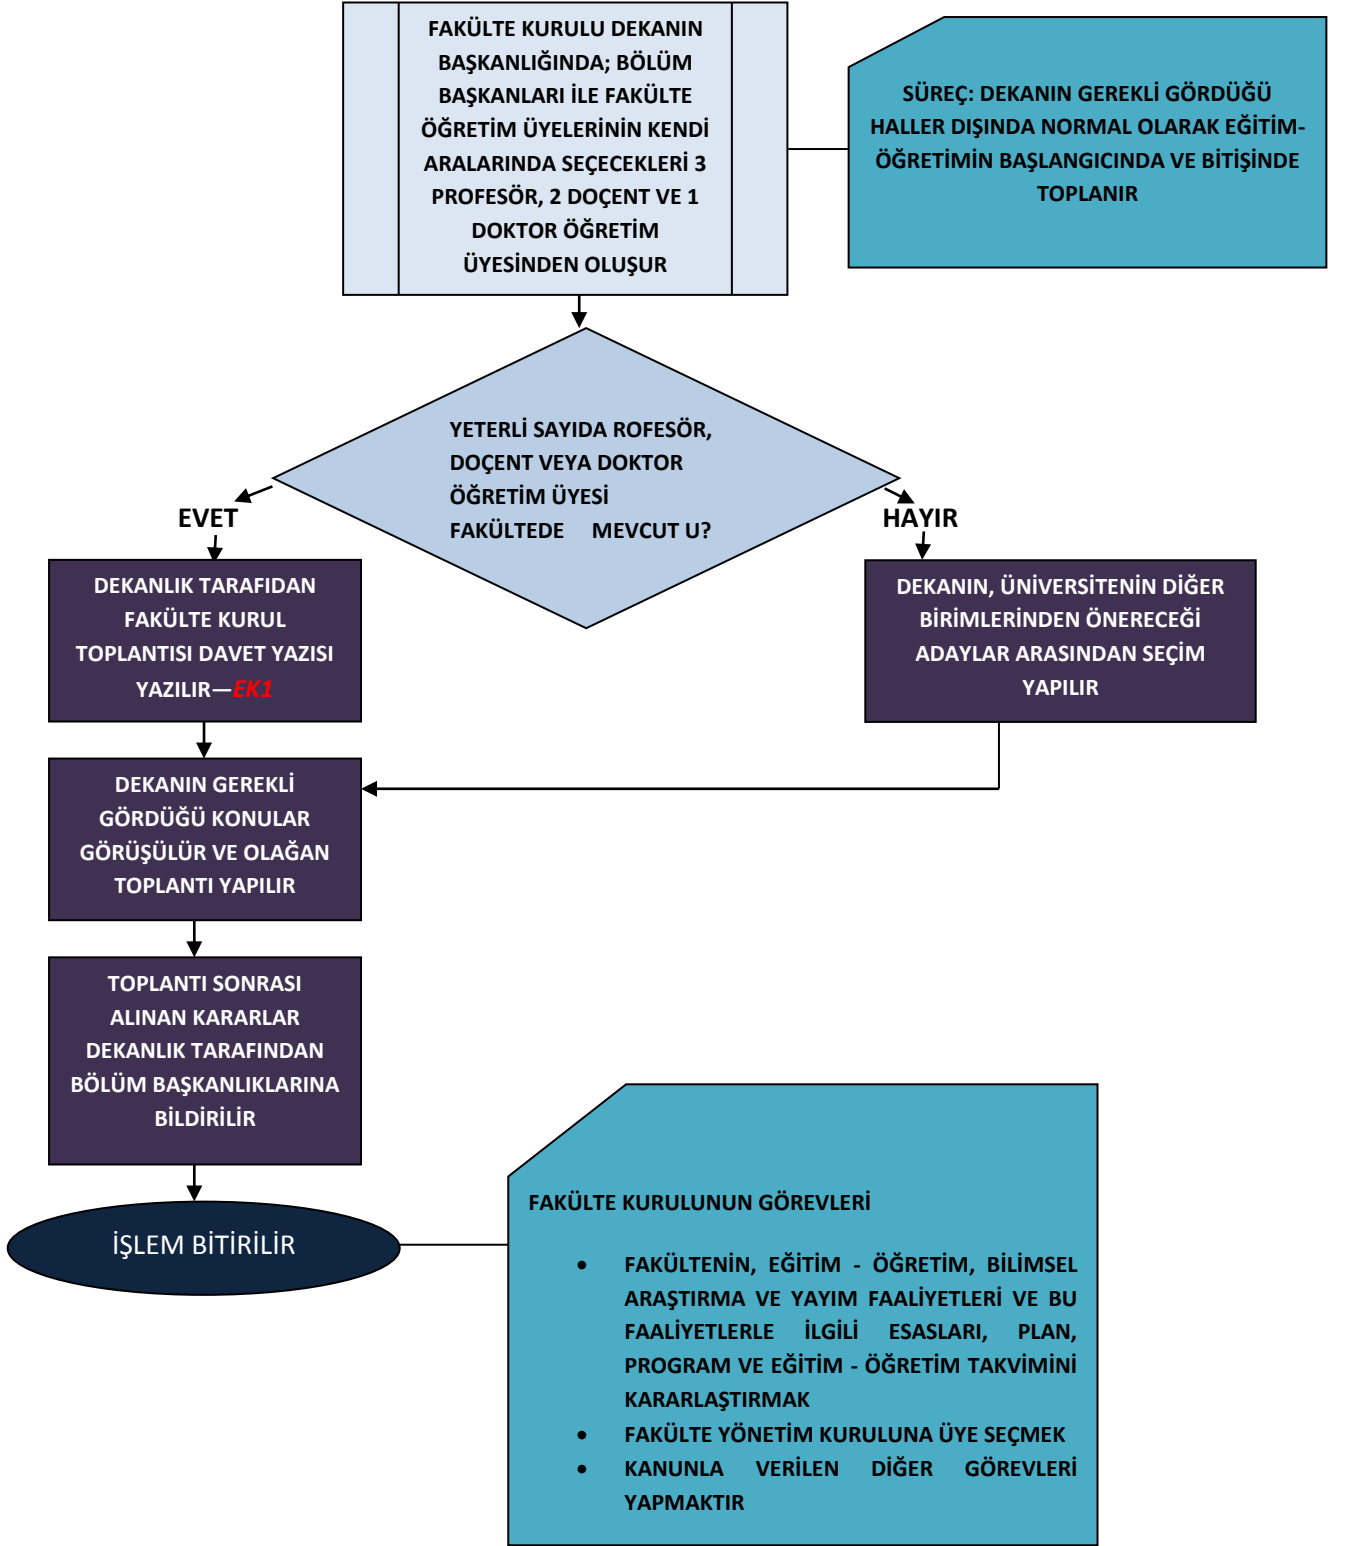 FAKÜLTE KURULU DEKANIN
BAŞKANLIĞINDA; BÖLÜM
BAŞKANLARI İLE FAKÜLTE
ÖĞRETİM ÜYELERİNİN KENDİ
ARALARINDA SEÇECEKLERİ 3
PROFESÖR, 2 DOÇENT VE 1
DOKTOR ÖĞRETİM
ÜYESİNDEN OLUŞUR
SÜREÇ: DEKANIN GEREKLİ GÖRDÜĞÜ
HALLER DIŞINDA NORMAL OLARAK EĞİTİM-
ÖĞRETİMİN BAŞLANGICINDA VE BİTİŞİNDE
TOPLANIR
YETERLİ SAYIDA ROFESÖR,
DOÇENT VEYA DOKTOR
ÖĞRETİM ÜYESİ
FAKÜLTEDE MEVCUT U?
EVET
HAYIR
DEKANLIK TARAFIDAN
FAKÜLTE KURUL
TOPLANTISI DAVET YAZISI
YAZILIR—EK1
DEKANIN, ÜNİVERSİTENİN DİĞER
BİRİMLERİNDEN ÖNERECEĞİ
ADAYLAR ARASINDAN SEÇİM
YAPILIR
DEKANIN GEREKLİ
GÖRDÜĞÜ KONULAR
GÖRÜŞÜLÜR VE OLAĞAN
TOPLANTI YAPILIR
TOPLANTI SONRASI
ALINAN KARARLAR
DEKANLIK TARAFINDAN
BÖLÜM BAŞKANLIKLARINA
BİLDİRİLİR
İŞLEM BİTİRİLİR
FAKÜLTE KURULUNUN GÖREVLERİ
• FAKÜLTENİN, EĞİTİM - ÖĞRETİM, BİLİMSEL
ARAŞTIRMA VE YAYIM FAALİYETLERİ VE BU
FAALİYETLERLE İLGİLİ ESASLARI, PLAN,
PROGRAM VE EĞİTİM - ÖĞRETİM TAKVİMİNİ
KARARLAŞTIRMAK
• FAKÜLTE YÖNETİM KURULUNA ÜYE SEÇMEK
• KANUNLA VERİLEN DİĞER GÖREVLERİ
YAPMAKTIR